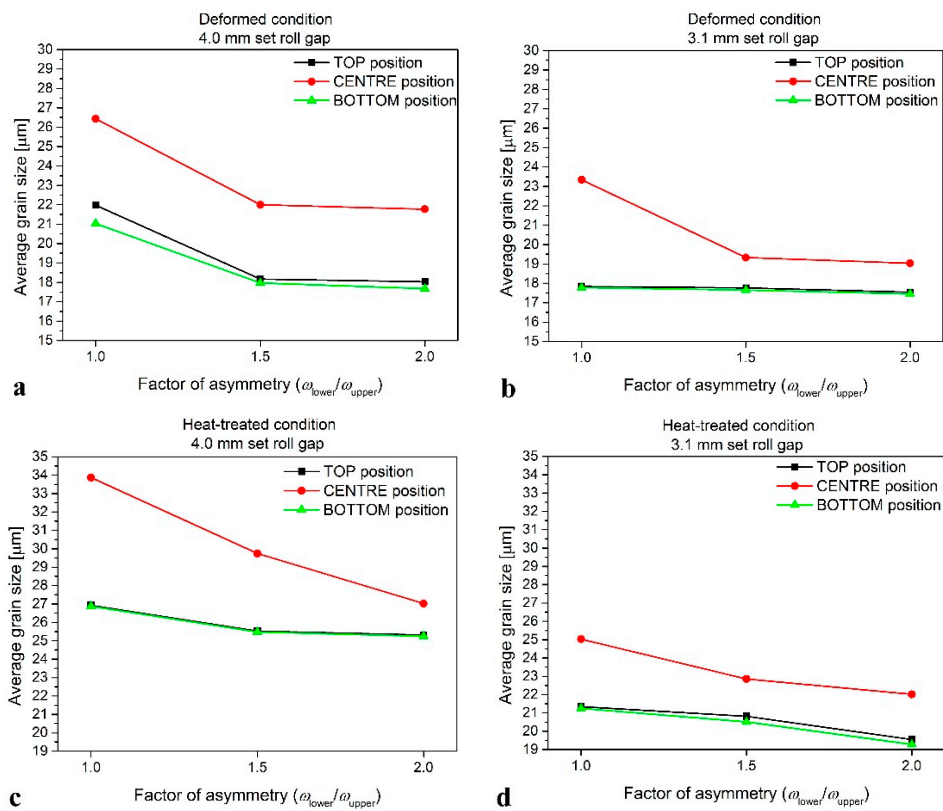 Deformed condition
4.0 mm set roll gap
30
29
28
27
26
25
24
23
22
21
20
19
18
17
16
15
Average grain size [μm]
TOP position
CENTRE position
BOTTOM position
1.0
1.5
2.0
a
Factor of asymmetry (ωlower/ωupper)
Deformed condition
3.1 mm set roll gap
30
29
28
27
26
25
24
23
22
21
20
19
18
17
16
15
Average grain size [μm]
TOP position
CENTRE position
BOTTOM position
1.0
1.5
2.0
b
Factor of asymmetry (ωlower/ωupper)
Heat-treated condition
4.0 mm set roll gap
35
34
33
32
31
30
29
28
27
26
25
24
23
22
21
20
19
Average grain size [μm]
TOP position
CENTRE position
BOTTOM position
1.0
1.5
2.0
c
Factor of asymmetry (ωlower/ωupper)
Heat-treated condition
3.1 mm set roll gap
35
34
33
32
31
30
29
28
27
26
25
24
23
22
21
20
19
Average grain size [μm]
TOP position
CENTRE position
BOTTOM position
1.0
1.5
2.0
d
Factor of asymmetry (ωlower/ωupper)